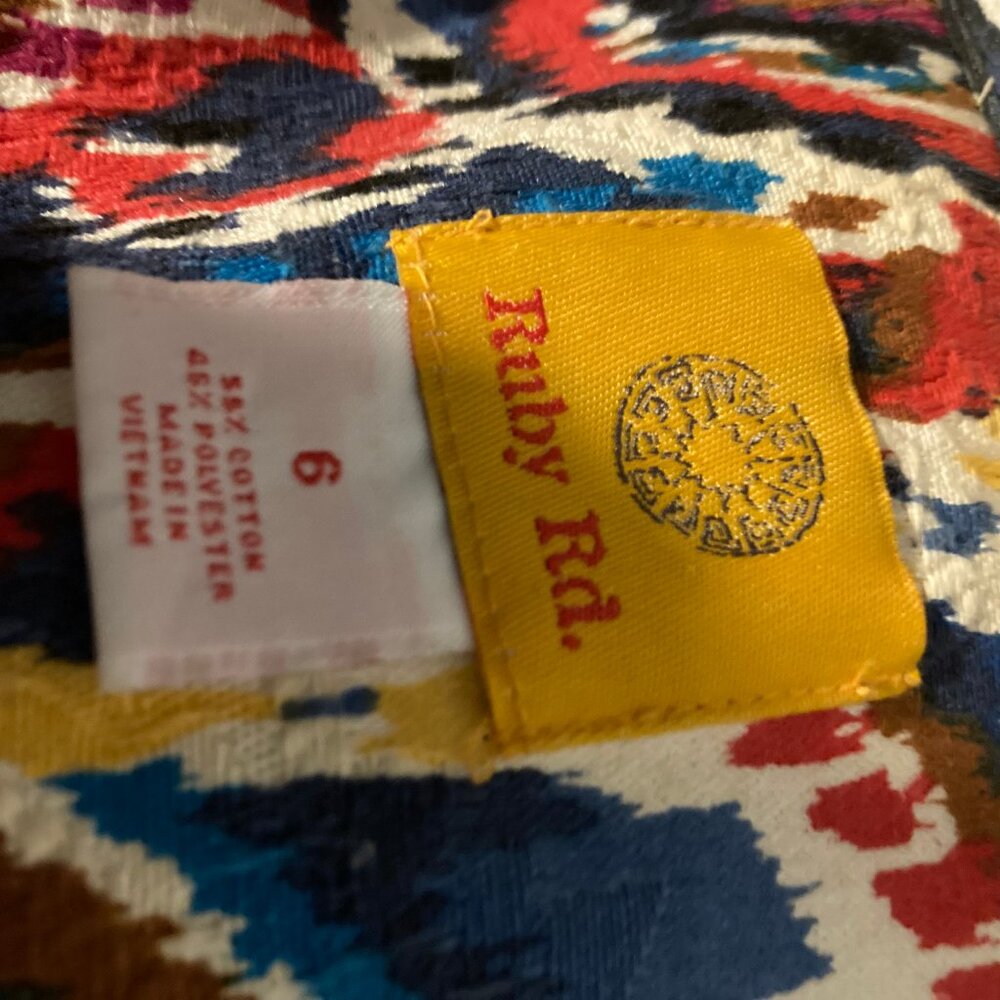 Ruby Rd.
6
55% COTTON
45% POLYESTER
MADE IN
VIETNAM